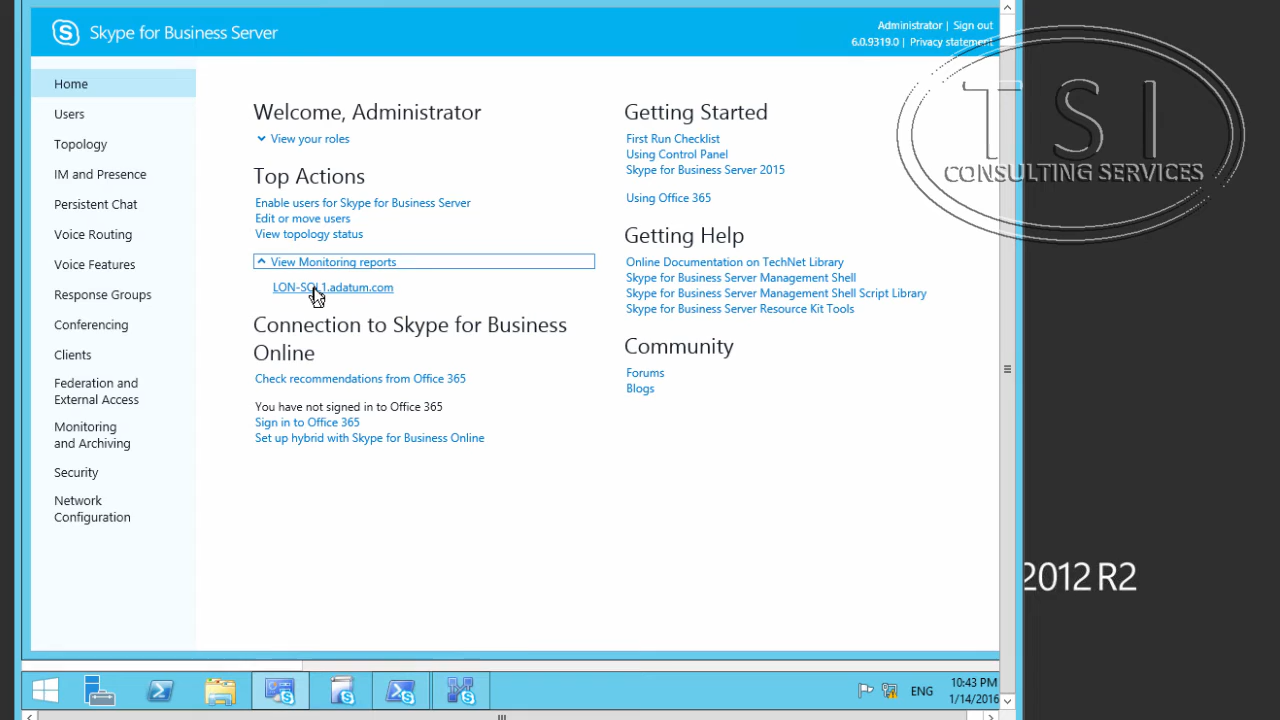 Skype for Business Server
Administrator | Sign out
6.0.9319.0 | Privacy statement
Home
Users
Topology
IM and Presence
Persistent Chat
Voice Routing
Voice Features
Response Groups
Conferencing
Clients
Federation and
External Access
Monitoring
and Archiving
Security
Network
Configuration
Welcome, Administrator
View your roles
Top Actions
Enable users for Skype for Business Server
Edit or move users
View topology status
View Monitoring reports
LON-SQL1.adatum.com
Connection to Skype for Business
Online
Check recommendations from Office 365
You have not signed in to Office 365
Sign in to Office 365
Set up hybrid with Skype for Business Online
Getting Started
First Run Checklist
Using Control Panel
Skype for Business Server 2015
Using Office 365
Getting Help
Online Documentation on TechNet Library
Skype for Business Server Management Shell
Skype for Business Server Management Shell Script Library
Skype for Business Server Resource Kit Tools
Community
Forums
Blogs
TSI
CONSULTING SERVICES
2012 R2
ENG
10:43 PM
1/14/2016